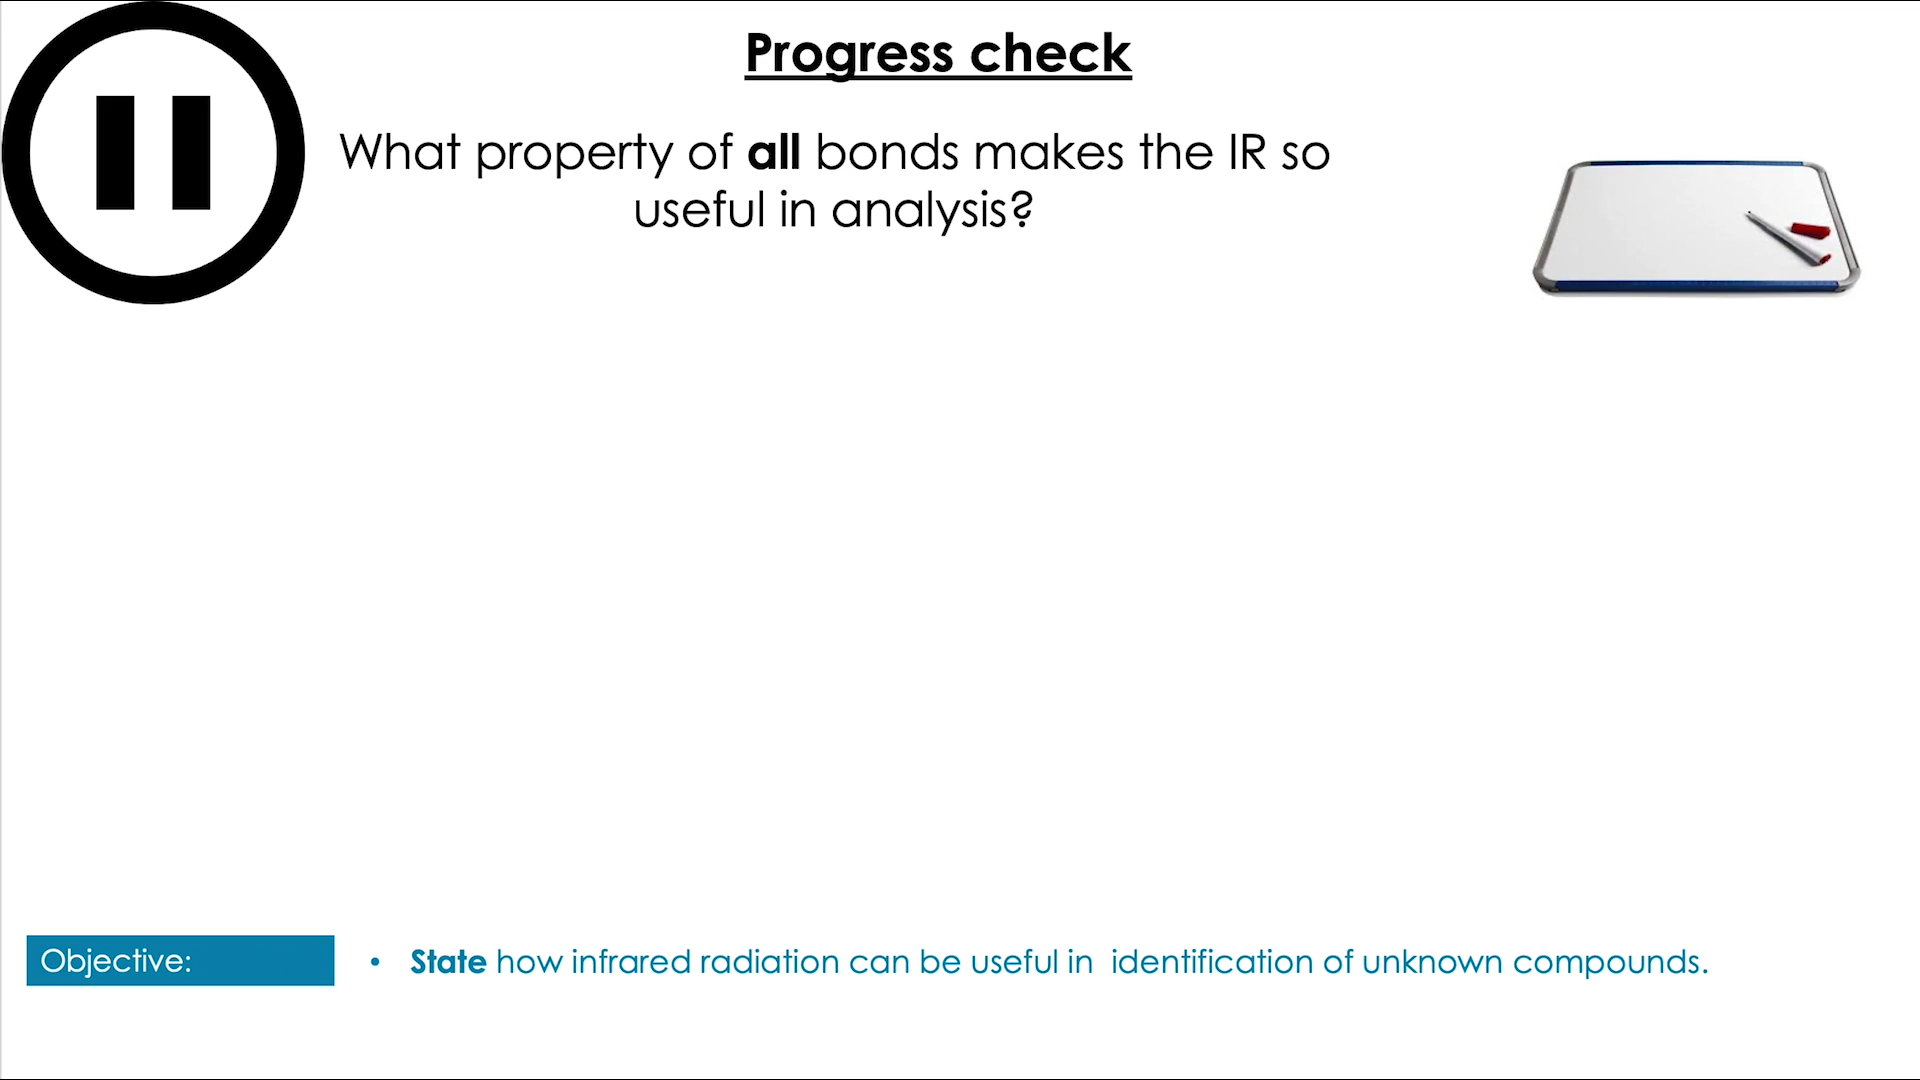 Progress check
What property of all bonds makes the IR so
useful in analysis?
Objective:
• State how infrared radiation can be useful in  identification of unknown compounds.